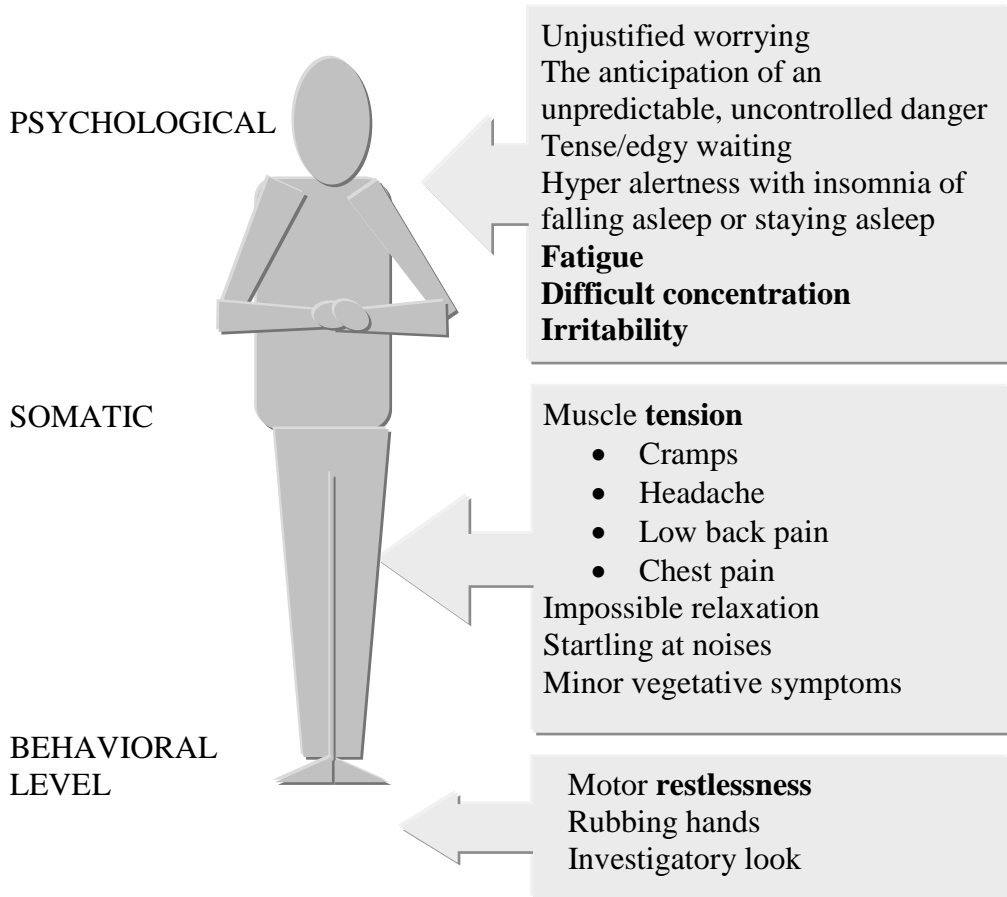 PSYCHOLOGICAL
Unjustified worrying
The anticipation of an
unpredictable, uncontrolled danger
Tense/edgy waiting
Hyper alertness with insomnia of
falling asleep or staying asleep
Fatigue
Difficult concentration
Irritability
SOMATIC
Muscle tension
• Cramps
• Headache
• Low back pain
• Chest pain
Impossible relaxation
Startling at noises
Minor vegetative symptoms
BEHAVIORAL
LEVEL
Motor restlessness
Rubbing hands
Investigatory look